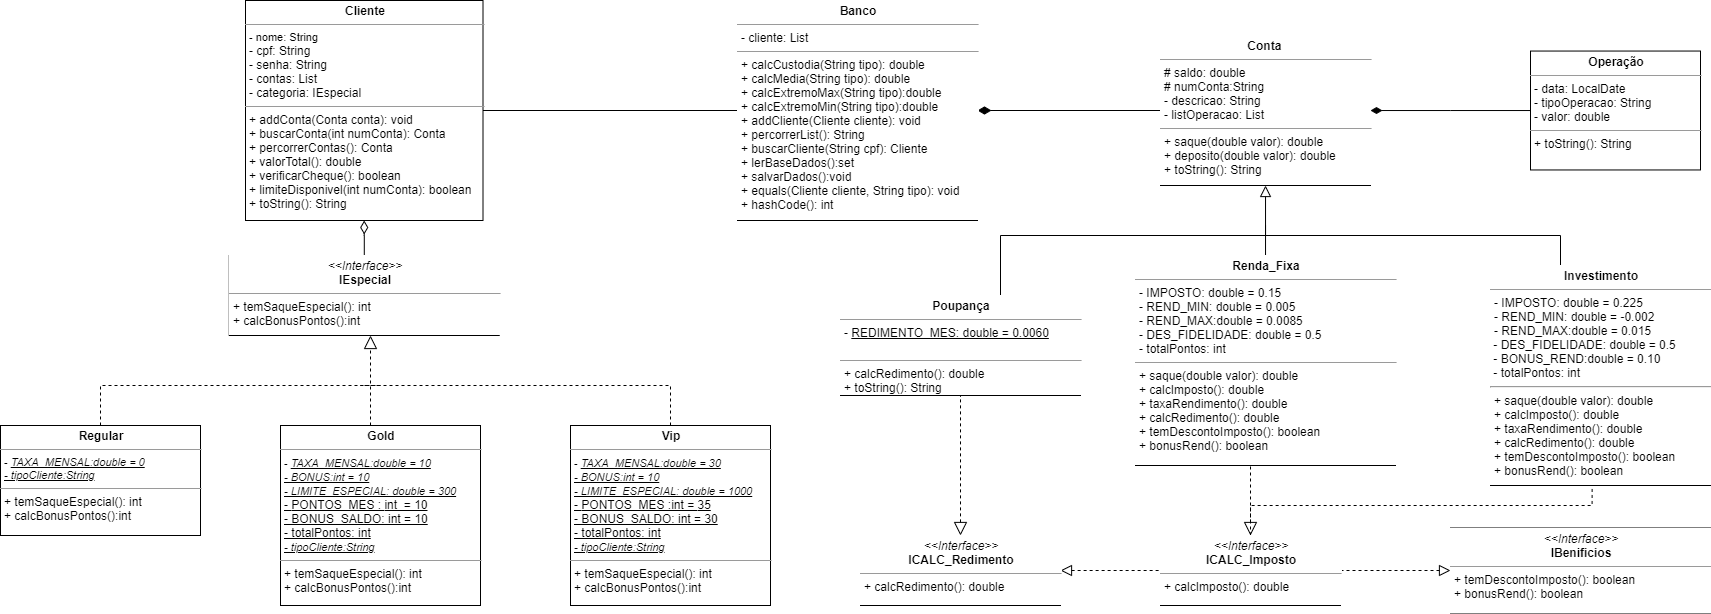 Cliente
- nome: String
- cpf: String
- senha: String
- contas: List
- categoria: IEspecial
+ addConta(Conta conta): void
+ buscarConta(int numConta): Conta
+ percorrerContas(): Conta
+ valorTotal(): double
+ verificarCheque(): boolean
+ limiteDisponivel(int numConta): boolean
+ toString(): String
Banco
- cliente: List
+ calcCustodia(String tipo): double
+ calcMedia(String tipo): double
+ calcExtremoMax(String tipo):double
+ calcExtremoMin(String tipo):double
+ addCliente(Cliente cliente): void
+ percorrerList(): String
+ buscarCliente(String cpf): Cliente
+ lerBaseDados():set
+ salvarDados():void
+ equals(Cliente cliente, String tipo): void
+ hashCode(): int
Conta
# saldo: double
# numConta:String
- descricao: String
- listOperacao: List
+ saque(double valor): double
+ deposito(double valor): double
+ toString(): String
Operação
- data: LocalDate
- tipoOperacao: String
- valor: double
+ toString(): String
<<Interface>>
IEspecial
+ temSaqueEspecial(): int
+ calcBonusPontos():int
Poupança
- REDIMENTO_MES: double = 0.0060
+ calcRedimento(): double
+ toString(): String
Renda_Fixa
- IMPOSTO: double = 0.15
- REND_MIN: double = 0.005
- REND_MAX:double = 0.0085
- DES_FIDELIDADE: double = 0.5
- totalPontos: int
+ saque(double valor): double
+ calcImposto(): double
+ taxaRendimento(): double
+ calcRedimento(): double
+ temDescontoImposto(): boolean
+ bonusRend(): boolean
Investimento
- IMPOSTO: double = 0.225
- REND_MIN: double = -0.002
- REND_MAX:double = 0.015
- DES_FIDELIDADE: double = 0.5
- BONUS_REND:double = 0.10
- totalPontos: int
+ saque(double valor): double
+ calcImposto(): double
+ taxaRendimento(): double
+ calcRedimento(): double
+ temDescontoImposto(): boolean
+ bonusRend(): boolean
Regular
- TAXA_MENSAL:double = 0
- tipoCliente:String
+ temSaqueEspecial(): int
+ calcBonusPontos():int
Gold
- TAXA_MENSAL:double = 10
- BONUS:int = 10
- LIMITE_ESPECIAL: double = 300
- PONTOS_MES : int  = 10
- BONUS_SALDO: int = 10
- totalPontos: int
- tipoCliente:String
+ temSaqueEspecial(): int
+ calcBonusPontos():int
Vip
- TAXA_MENSAL:double = 30
- BONUS:int = 10
- LIMITE_ESPECIAL: double = 1000
- PONTOS_MES :int = 35
- BONUS_SALDO: int = 30
- totalPontos: int
- tipoCliente:String
+ temSaqueEspecial(): int
+ calcBonusPontos():int
<<Interface>>
ICALC_Redimento
+ calcRedimento(): double
<<Interface>>
ICALC_Imposto
+ calcImposto(): double
<<Interface>>
IBenificios
+ temDescontoImposto(): boolean
+ bonusRend(): boolean